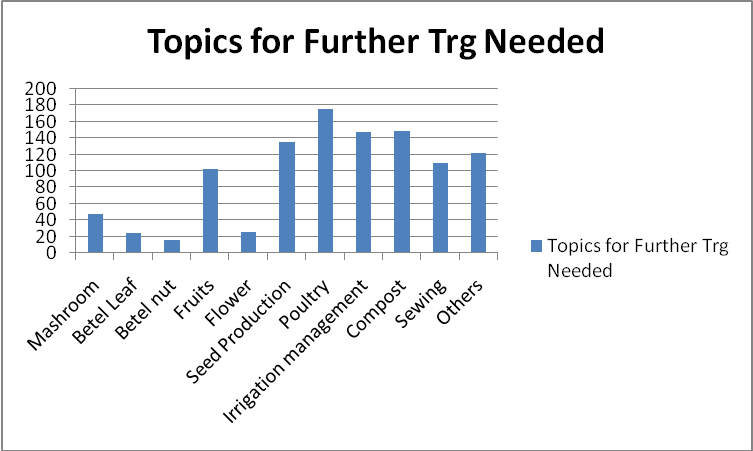 Topics for Further Trg Needed
200
180
160
140
120
100
80
60
40
20
0
Mashroom
Betel Leaf
Betel nut
Fruits
Flower
Seed Production
Poultry
Irrigation management
Compost
Sewing
Others
Topics for Further Trg
Needed